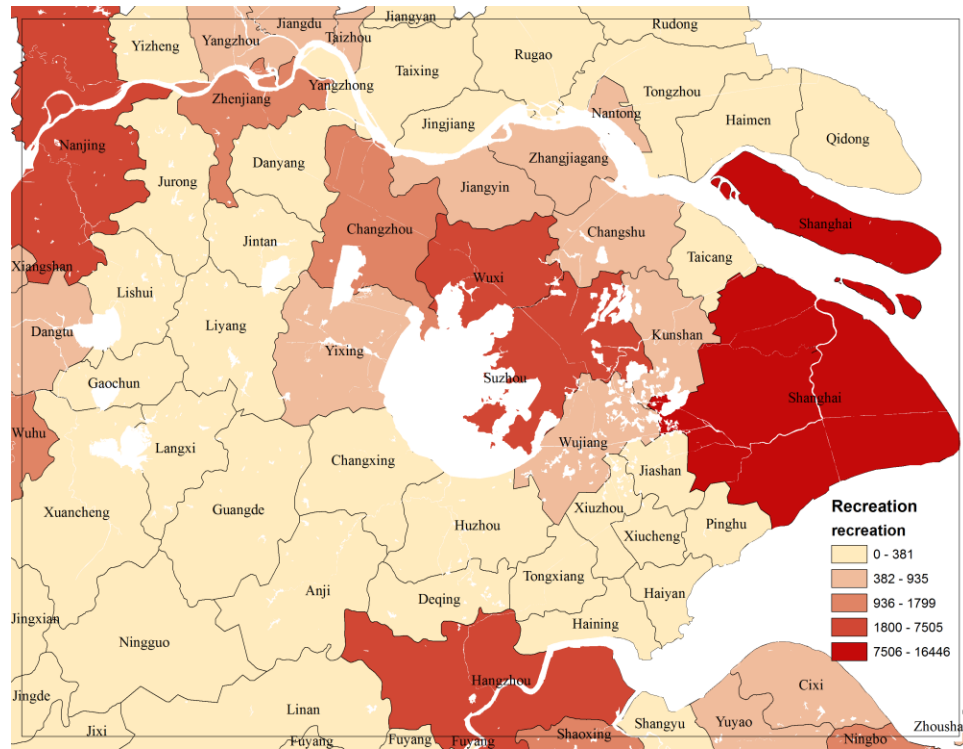 Jiangyan
Rudong
Jiangdu
Yizheng
Yangzhou
Taizhou
Rugao
Taixing
Yangzhong
Tongzhou
Zhenjiang
Nantong
Haimen
Jingjiang
Qidong
Nanjing
Danyang
Zhangjiagang
Jurong
Jiangyin
Shanghai
Changzhou
Changshu
Jintan
Taicang
Xiangshan
Wuxi
Lishui
Liyang
Dangtu
Kunshan
Yixing
Suzhou
Gaochun
Shanghai
Wuhu
Langxi
Wujiang
Changxing
Jiashan
Xuancheng
Guangde
Xiuzhou
Huzhou
Pinghu
Xiucheng
Recreation
recreation
0 - 381
382 - 935
936 - 1799
1800 - 7505
7506 - 16446
Tongxiang
Anji
Deqing
Haiyan
Jingxian
Ningguo
Haining
Hangzhou
Cixi
Jingde
Linan
Jixi
Shangyu
Yuyao
Zhousha
Fuyang
Fuyang
Fuyang
Shaoxing
Ningbo